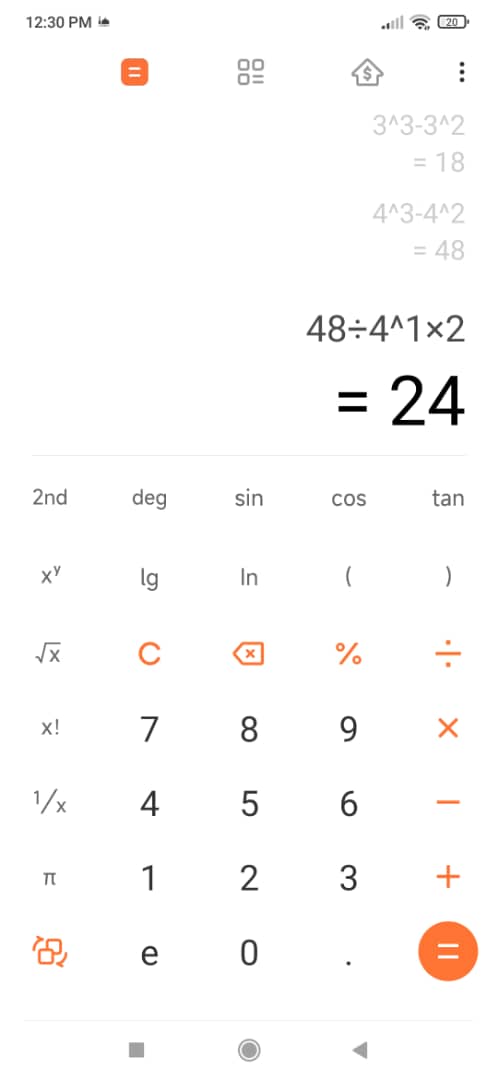 12:30 PM
20
3^3-3^2
= 18
4^3-4^2
= 48
48÷4^1×2
= 24
2nd deg sin cos tan
xʸ lg ln ( )
√x C % ÷
x! 7 8 9 ×
1/x 4 5 6 −
π 1 2 3 +
e 0 . =